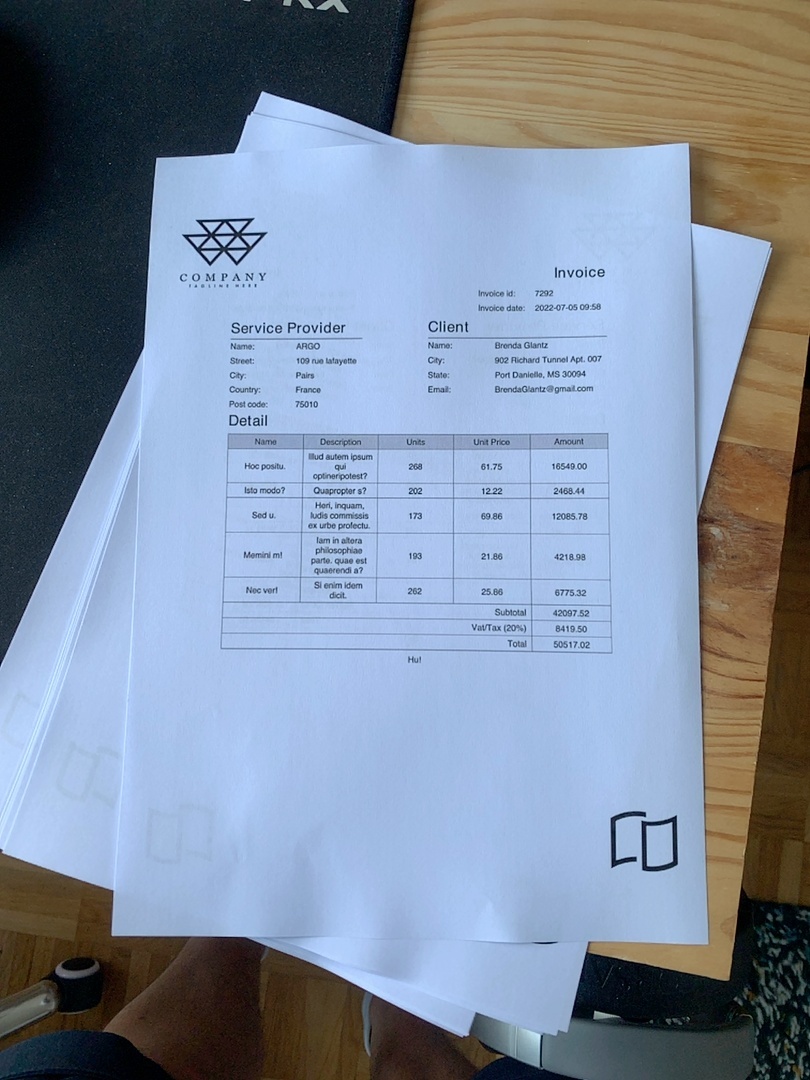 COMPANY
TAGLINE HERE
Invoice
Invoice id: 7292
Invoice date: 2022-07-05 09:58
Service Provider
Name: ARGO
Street: 109 rue lafayette
City: Pairs
Country: France
Post code: 75010
Client
Name: Brenda Glantz
City: 902 Richard Tunnel Apt. 007
State: Port Danielle, MS 30094
Email: BrendaGlantz@gmail.com
Detail
Name Description Units Unit Price Amount
Hoc positu. Illud autem ipsum qui optineripotest? 268 61.75 16549.00
Isto modo? Quapropter s? 202 12.22 2468.44
Sed u. Heri, inquam, ludis commissis ex urbe profectu. 173 69.86 12085.78
Memini m! Iam in altera philosophiae parte. quae est quaerendi a? 193 21.86 4218.98
Nec ver! Si enim idem dicit. 262 25.86 6775.32
Subtotal 42097.52
Vat/Tax (20%) 8419.50
Total 50517.02
Hu!